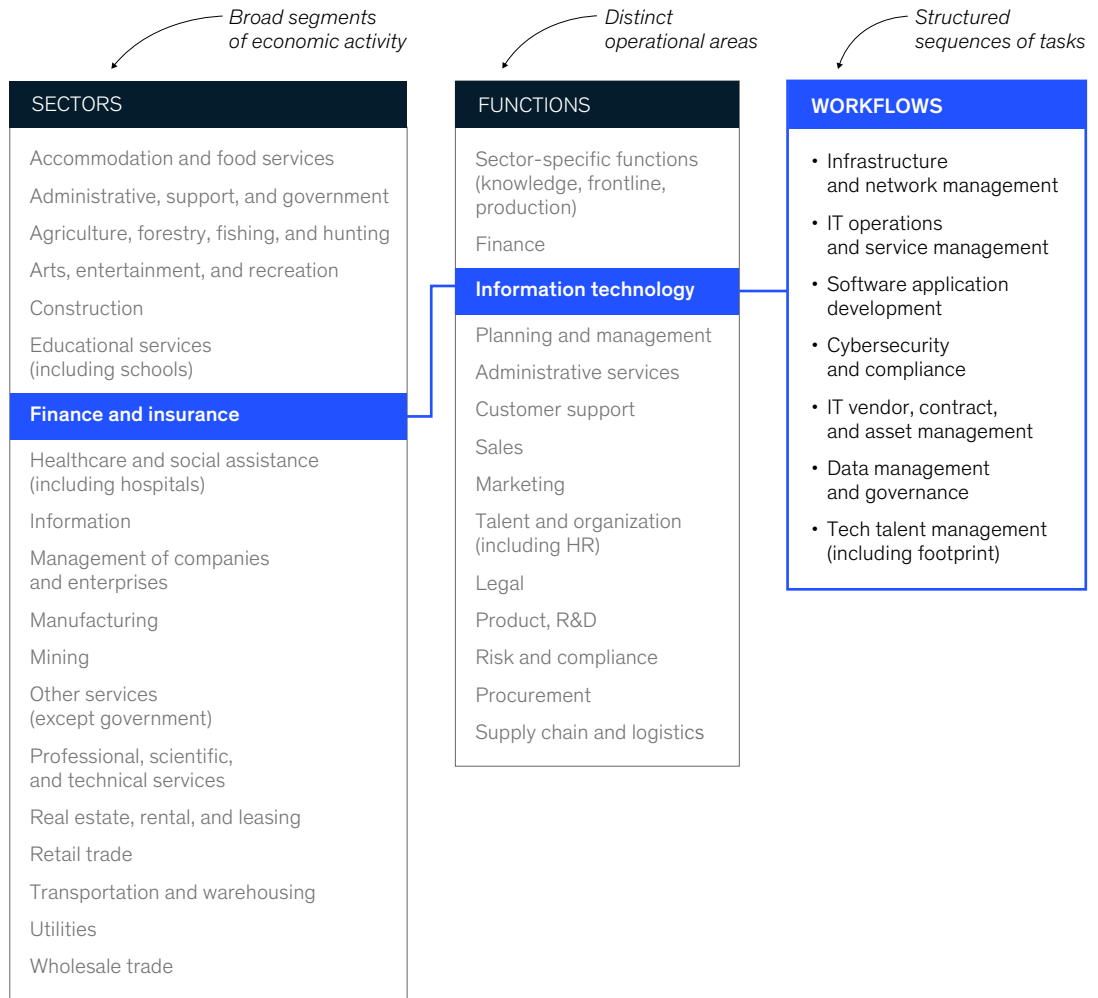 Broad segments
of economic activity
Distinct
operational areas
Structured
sequences of tasks
SECTORS
Accommodation and food services
Administrative, support, and government
Agriculture, forestry, fishing, and hunting
Arts, entertainment, and recreation
Construction
Educational services
(including schools)
Finance and insurance
Healthcare and social assistance
(including hospitals)
Information
Management of companies
and enterprises
Manufacturing
Mining
Other services
(except government)
Professional, scientific,
and technical services
Real estate, rental, and leasing
Retail trade
Transportation and warehousing
Utilities
Wholesale trade
FUNCTIONS
Sector-specific functions
(knowledge, frontline,
production)
Finance
Information technology
Planning and management
Administrative services
Customer support
Sales
Marketing
Talent and organization
(including HR)
Legal
Product, R&D
Risk and compliance
Procurement
Supply chain and logistics
WORKFLOWS
• Infrastructure
and network management
• IT operations
and service management
• Software application
development
• Cybersecurity
and compliance
• IT vendor, contract,
and asset management
• Data management
and governance
• Tech talent management
(including footprint)